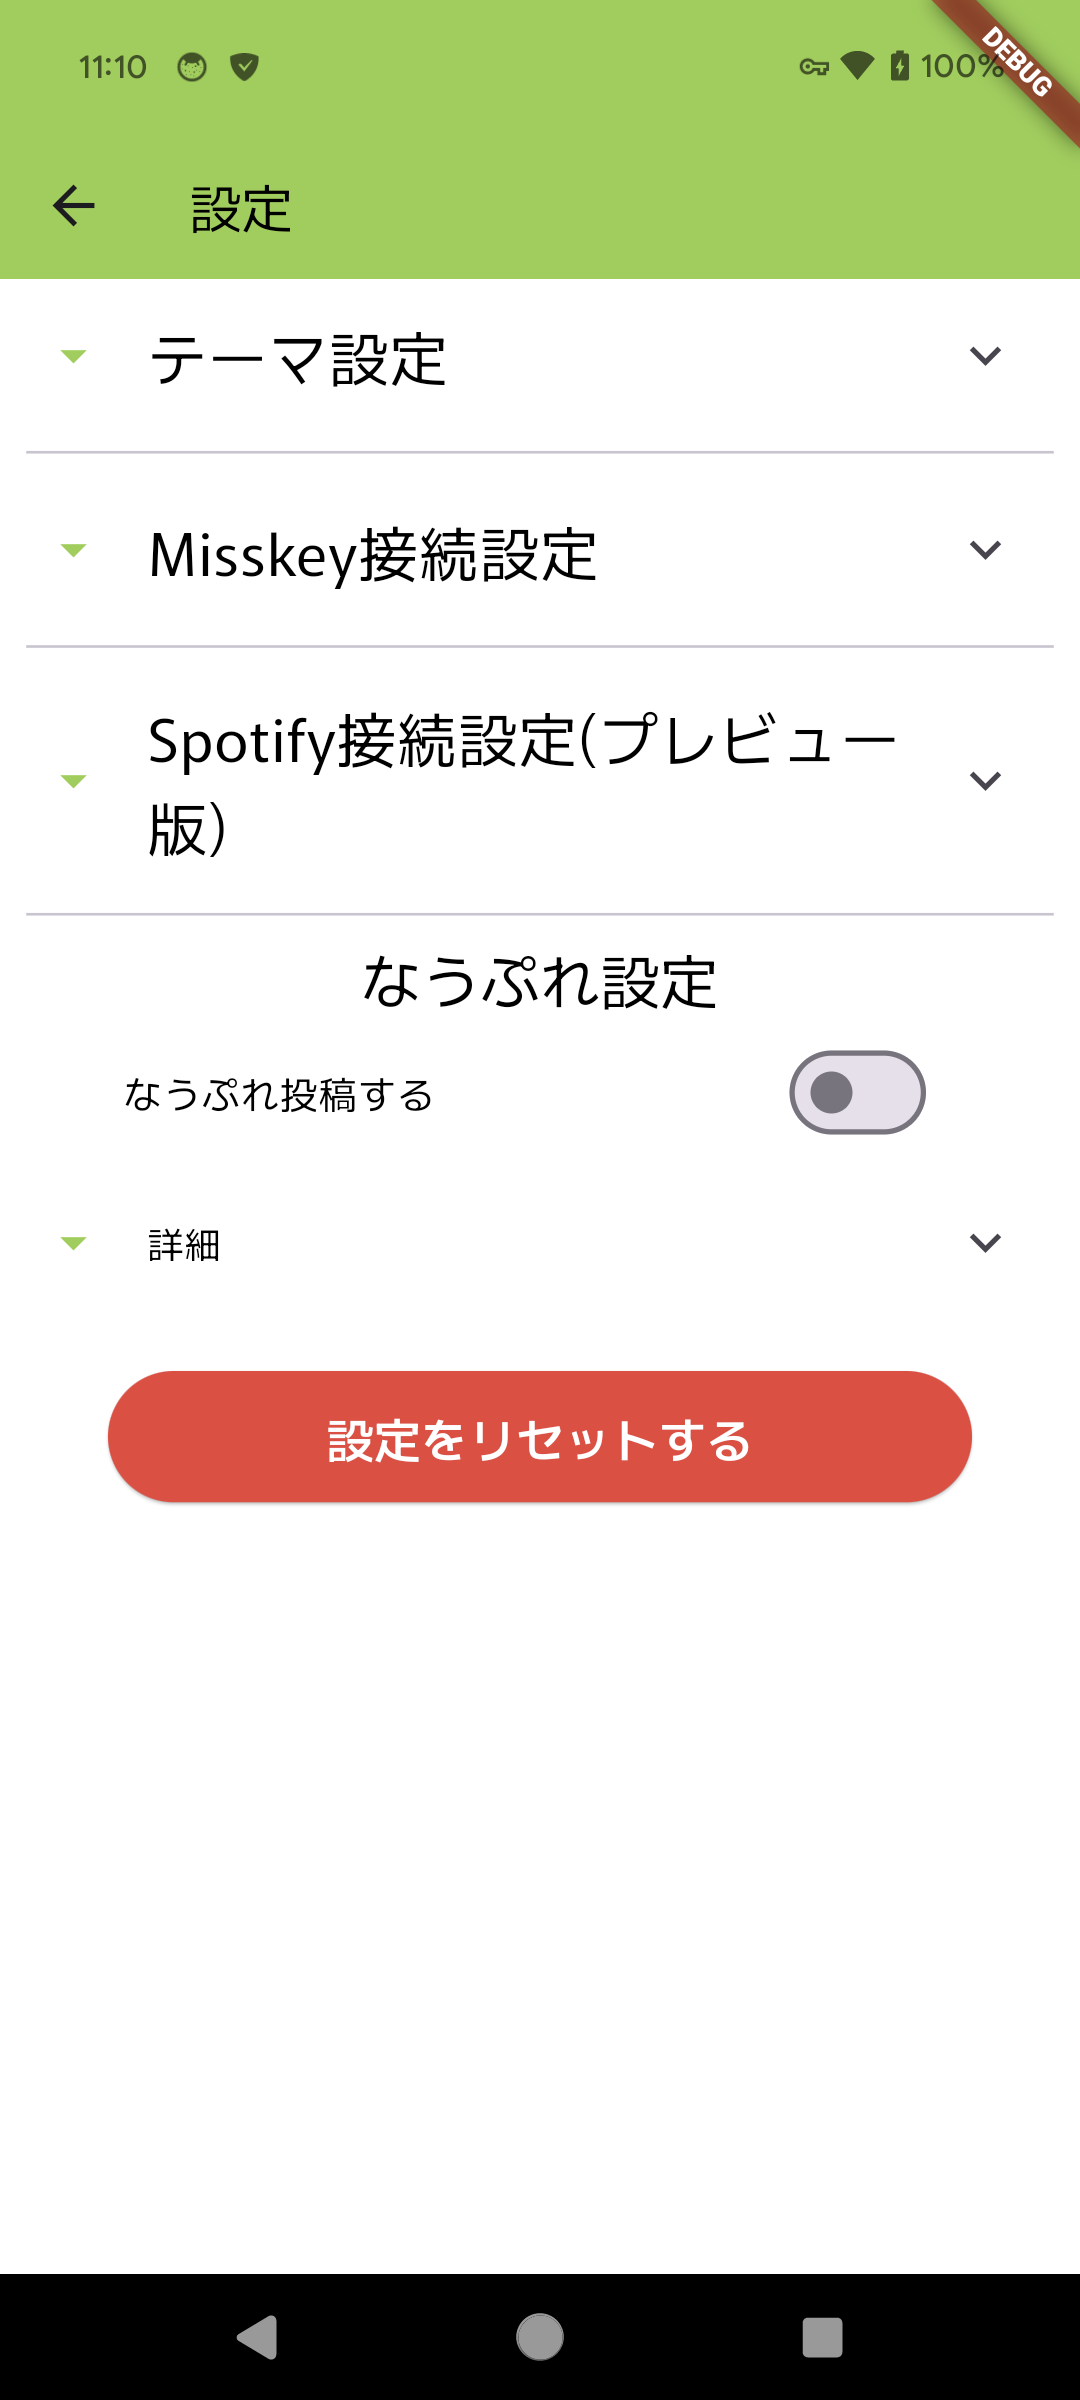 11:10
100%
DEBUG
設定
テーマ設定
Misskey接続設定
Spotify接続設定(プレビュー
版)
なうぷれ設定
なうぷれ投稿する
詳細
設定をリセットする